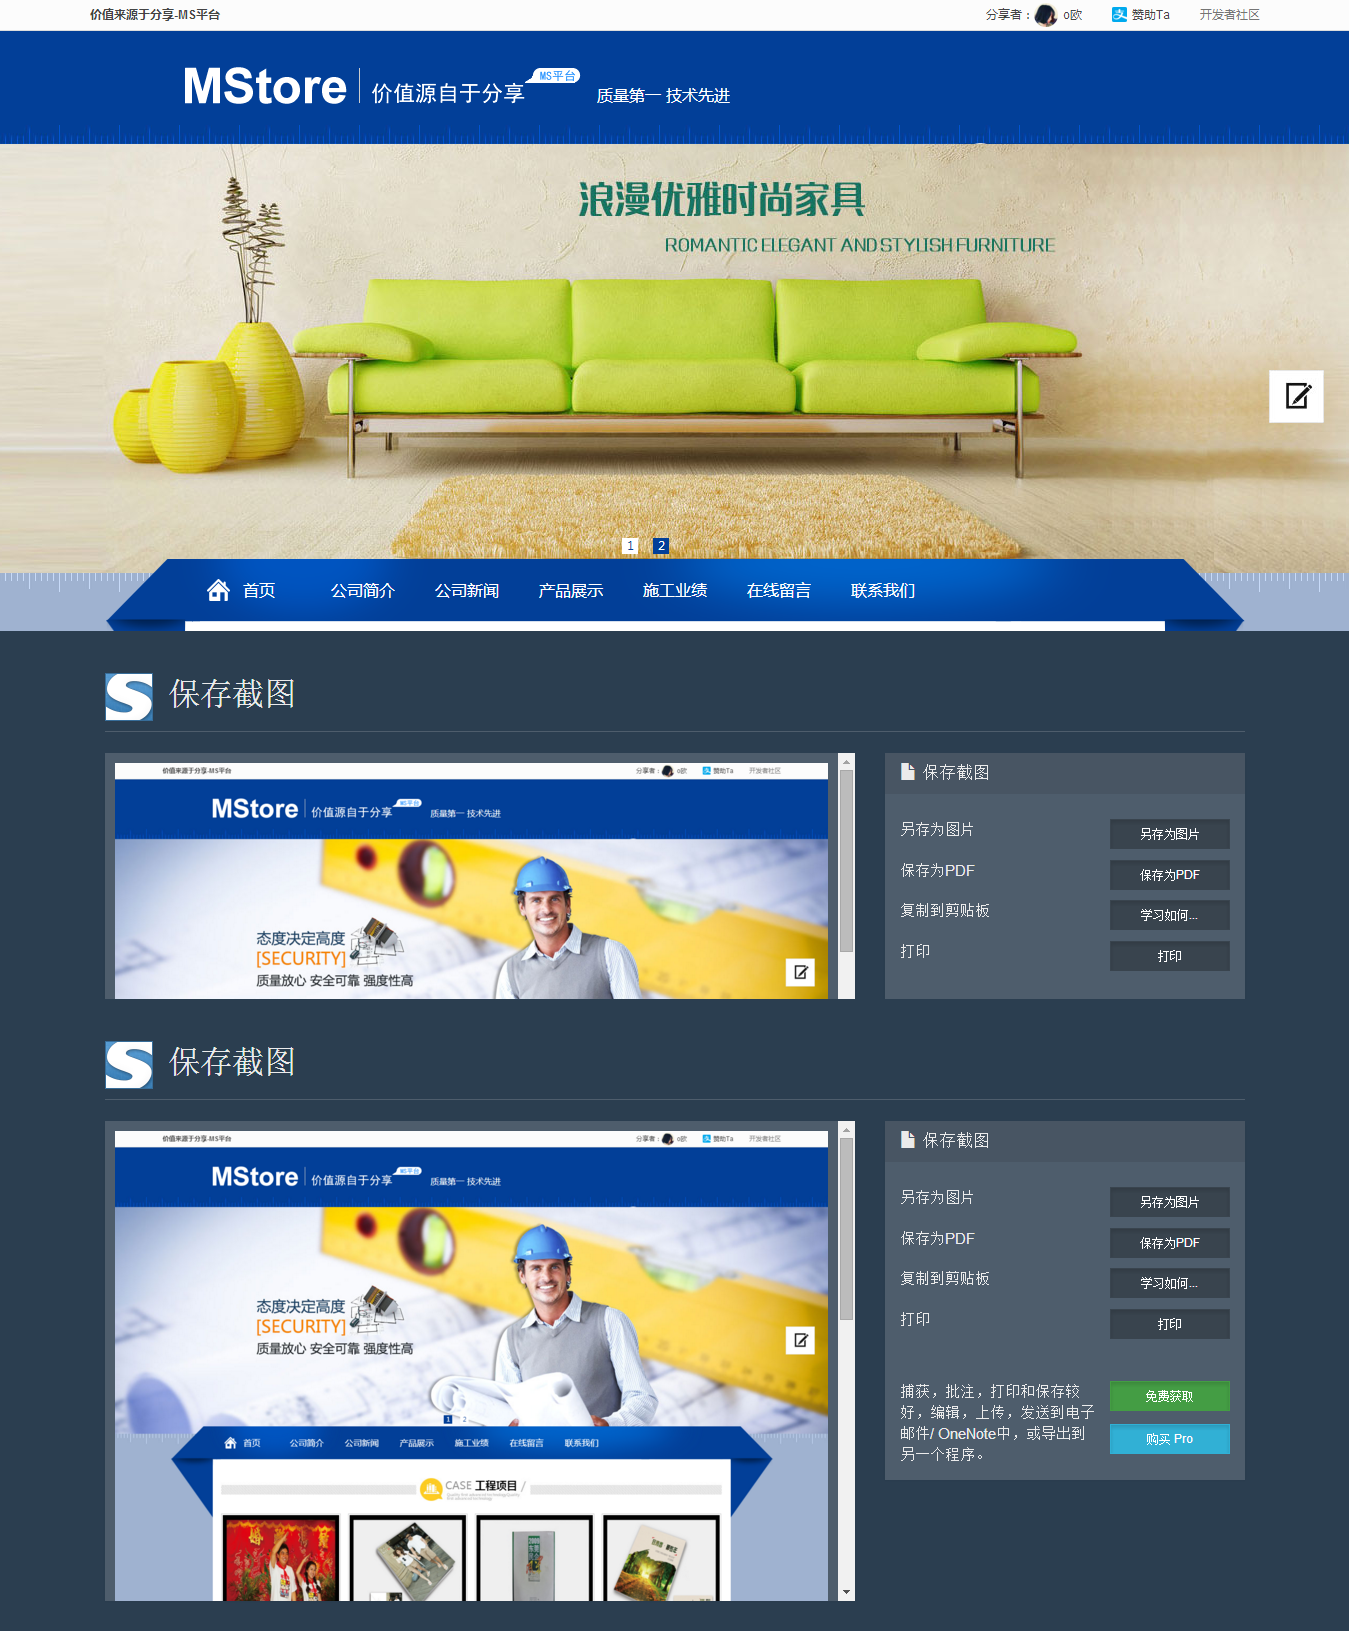 价值来源于分享-MS平台
分享者： o欧 赞助Ta 开发者社区
MStore 价值源自于分享 MS平台 质量第一 技术先进
浪漫优雅时尚家具
ROMANTIC ELEGANT AND STYLISH FURNITURE
1 2
首页 公司简介 公司新闻 产品展示 施工业绩 在线留言 联系我们
保存截图
价值来源于分享-MS平台
分享者： o欧 赞助Ta 开发者社区
MStore 价值源自于分享 MS平台 质量第一 技术先进
态度决定高度
[SECURITY]
质量放心 安全可靠 强度性高
保存截图
另存为图片 另存为图片
保存为PDF 保存为PDF
复制到剪贴板 学习如何...
打印 打印
保存截图
价值来源于分享-MS平台
分享者： o欧 赞助Ta 开发者社区
MStore 价值源自于分享 MS平台 质量第一 技术先进
态度决定高度
[SECURITY]
质量放心 安全可靠 强度性高
1 2
首页 公司简介 公司新闻 产品展示 施工业绩 在线留言 联系我们
CASE 工程项目 /
保存截图
另存为图片 另存为图片
保存为PDF 保存为PDF
复制到剪贴板 学习如何...
打印 打印
捕获，批注，打印和保存较
好，编辑，上传，发送到电子
邮件/ OneNote中，或导出到
另一个程序。
免费获取
购买 Pro